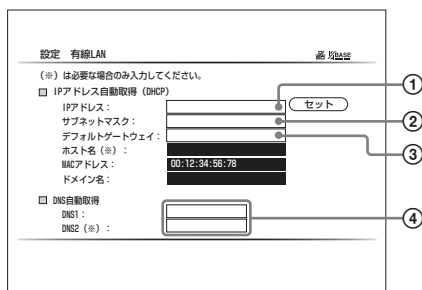 設定 有線LAN
BASE
(※)は必要な場合のみ入力してください。
IPアドレス自動取得(DHCP)
IPアドレス:
セット
サブネットマスク:
デフォルトゲートウェイ:
ホスト名(※) :
MACアドレス:
00:12:34:56:78
ドメイン名:
DNS自動取得
DNS1:
DNS2(※) :
①
②
③
④